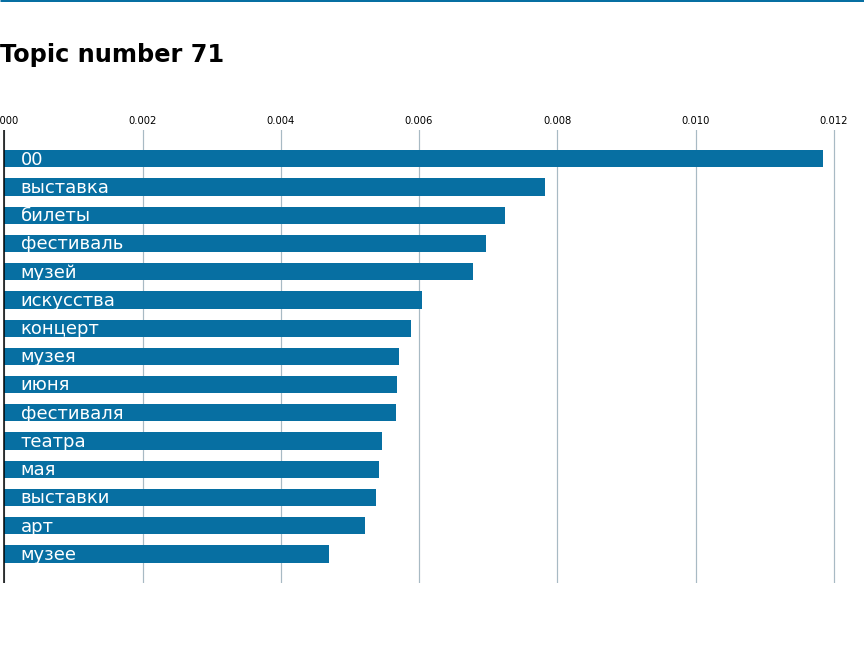 Topic number 71
000 0.002 0.004 0.006 0.008 0.010 0.012
00
выставка
билеты
фестиваль
музей
искусства
концерт
музея
июня
фестиваля
театра
мая
выставки
арт
музее